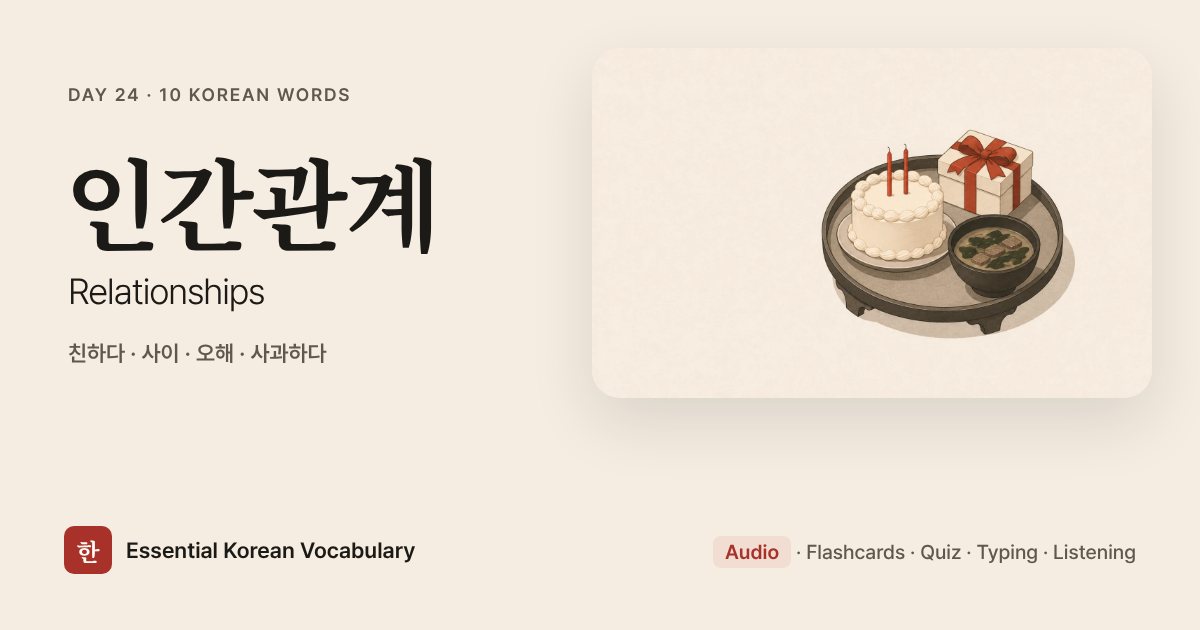 DAY 24 · 10 KOREAN WORDS
인간관계
Relationships
친하다 · 사이 · 오해 · 사과하다
한 Essential Korean Vocabulary
Audio · Flashcards · Quiz · Typing · Listening